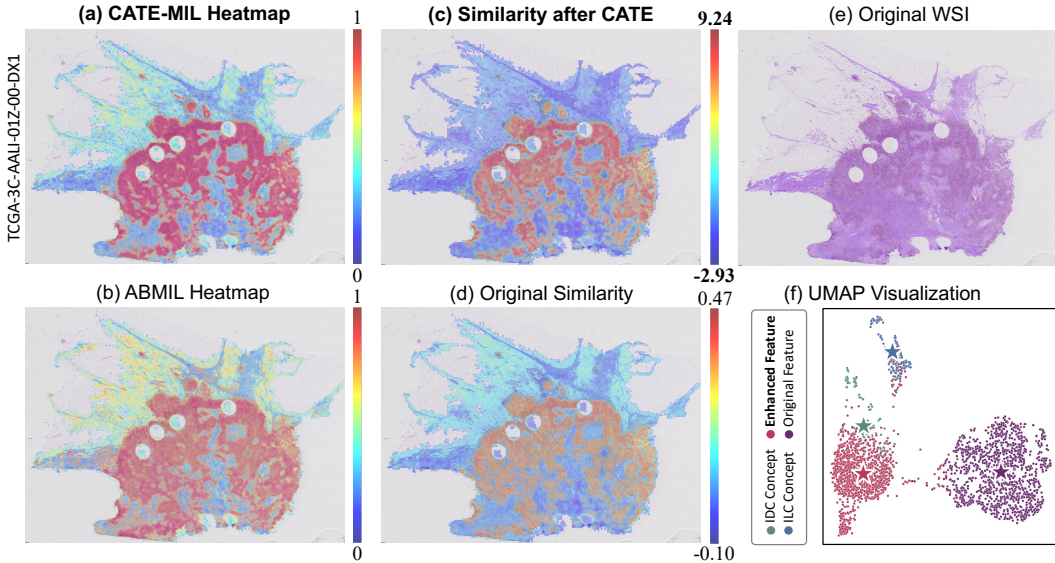 (a) CATE-MIL Heatmap
(c) Similarity after CATE
(e) Original WSI
1
9.24
TCGA-3C-AALI-01Z-00-DX1
0
-2.93
(b) ABMIL Heatmap
(d) Original Similarity
(f) UMAP Visualization
1
0.47
Enhanced Feature
Original Feature
IDC Concept
ILC Concept
0
-0.10